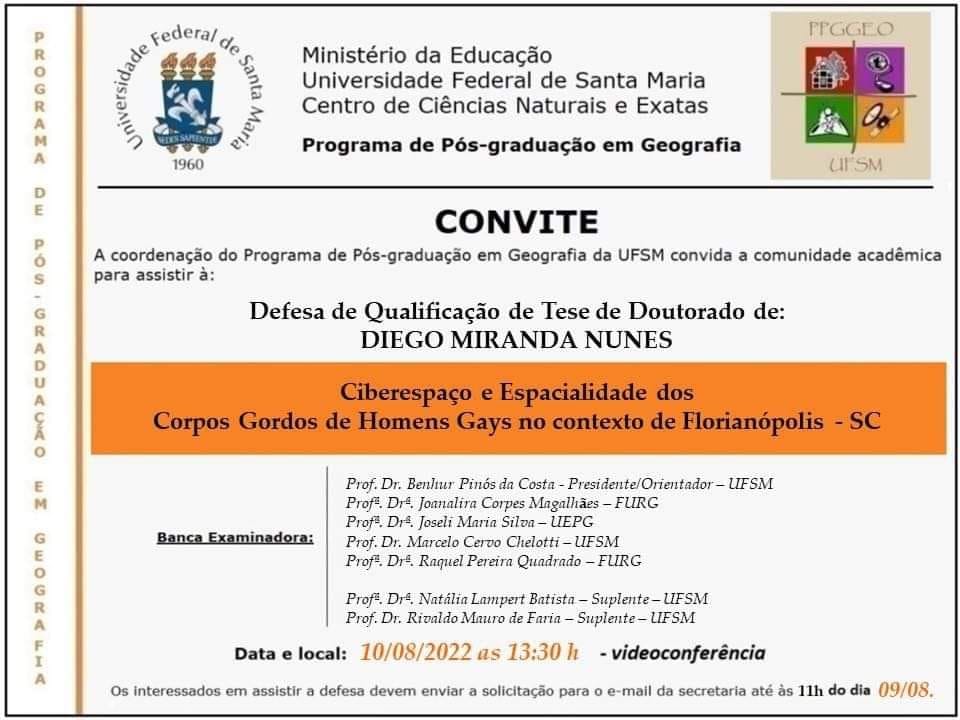 PROGRAMA DE PÓS-GRADUAÇÃO EM GEOGRAFIA
Universidade Federal de Santa Maria
SEDES SAPIENTIAE
1960
Ministério da Educação
Universidade Federal de Santa Maria
Centro de Ciências Naturais e Exatas
Programa de Pós-graduação em Geografia
PPGGEO
UFSM
CONVITE
A coordenação do Programa de Pós-graduação em Geografia da UFSM convida a comunidade acadêmica
para assistir à:
Defesa de Qualificação de Tese de Doutorado de:
DIEGO MIRANDA NUNES
Ciberespaço e Espacialidade dos
Corpos Gordos de Homens Gays no contexto de Florianópolis - SC
Banca Examinadora:
Prof. Dr. Benhur Pinós da Costa - Presidente/Orientador – UFSM
Profª. Drª. Joanalira Corpes Magalhães – FURG
Profª. Drª. Joseli Maria Silva – UEPG
Prof. Dr. Marcelo Cervo Chelotti – UFSM
Profª. Drª. Raquel Pereira Quadrado – FURG
Profª. Drª. Natália Lampert Batista – Suplente – UFSM
Prof. Dr. Rivaldo Mauro de Faria – Suplente – UFSM
Data e local: 10/08/2022 as 13:30 h - videoconferência
Os interessados em assistir a defesa devem enviar a solicitação para o e-mail da secretaria até às 11h do dia 09/08.